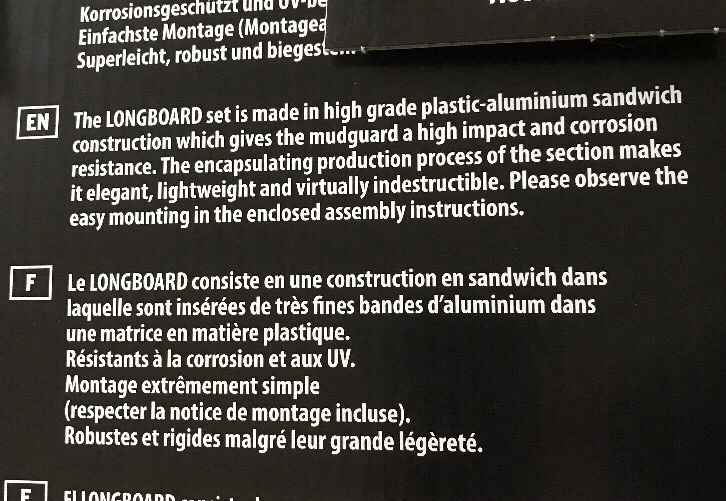 Korrosionsgeschützt und UV-be
Einfachste Montage (Montagea
Superleicht, robust und biegest
EN
The LONGBOARD set is made in high grade plastic-aluminium sandwich
construction which gives the mudguard a high impact and corrosion
resistance. The encapsulating production process of the section makes
it elegant, lightweight and virtually indestructible. Please observe the
easy mounting in the enclosed assembly instructions.
F
Le LONGBOARD consiste en une construction en sandwich dans
laquelle sont insérées de très fines bandes d'aluminium dans
une matrice en matière plastique.
Résistants à la corrosion et aux UV.
Montage extrêmement simple
(respecter la notice de montage incluse).
Robustes et rigides malgré leur grande légèreté.
El LONGBOARD